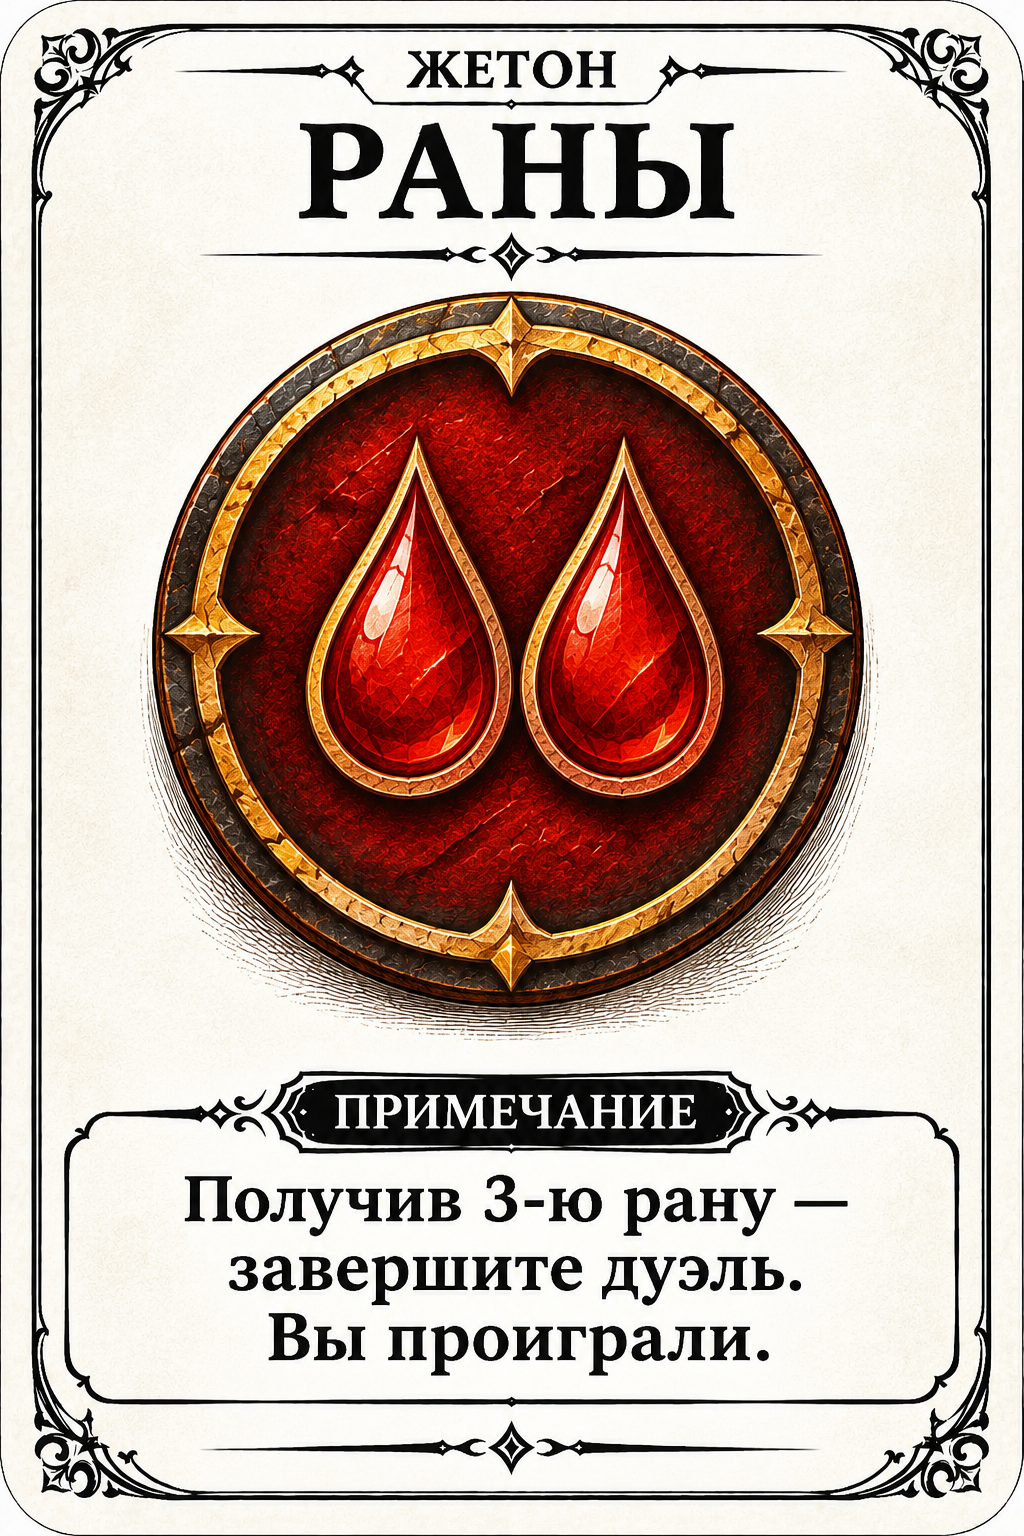 ЖЕТОН
РАНЫ
ПРИМЕЧАНИЕ
Получив 3-ю рану —
завершите дуэль.
Вы проиграли.